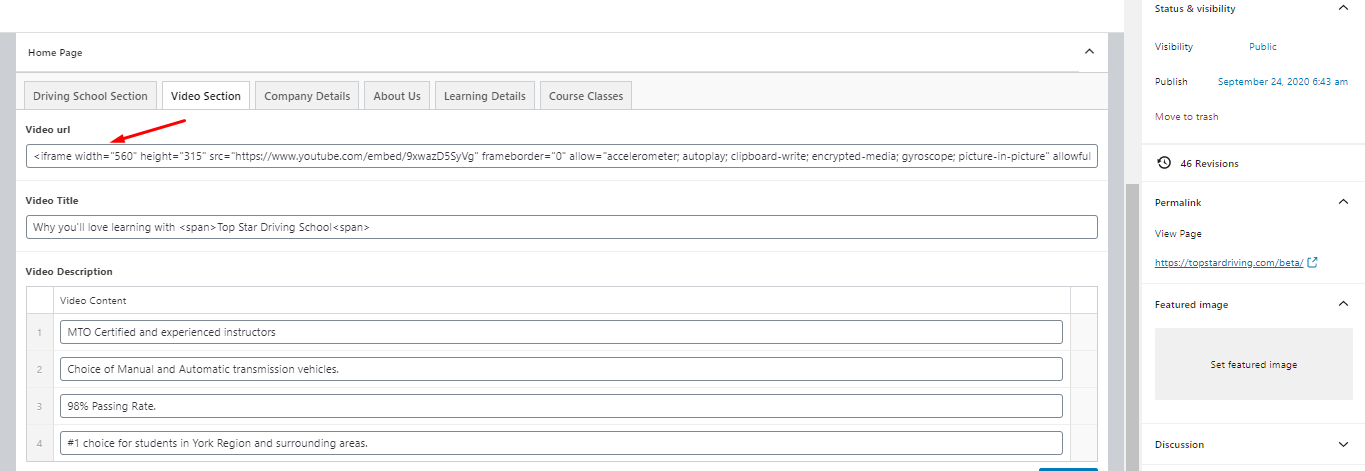 Home Page
Driving School Section Video Section Company Details About Us Learning Details Course Classes
Video url
<iframe width="560" height="315" src="https://www.youtube.com/embed/9xwazD5SyVg" frameborder="0" allow="accelerometer; autoplay; clipboard-write; encrypted-media; gyroscope; picture-in-picture" allowful
Video Title
Why you'll love learning with <span>Top Star Driving School<span>
Video Description
Video Content
1 MTO Certified and experienced instructors
2 Choice of Manual and Automatic transmission vehicles.
3 98% Passing Rate.
4 #1 choice for students in York Region and surrounding areas.
Status & visibility
Visibility Public
Publish September 24, 2020 6:43 am
Move to trash
46 Revisions
Permalink
View Page
https://topstardriving.com/beta/
Featured image
Set featured image
Discussion